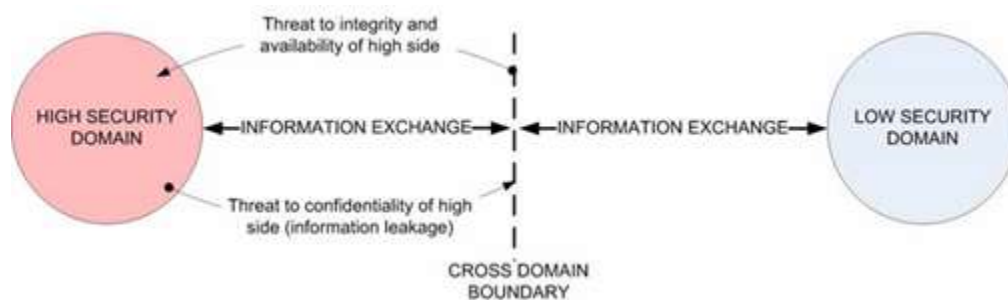 Threat to integrity and
availability of high side
HIGH SECURITY
DOMAIN
INFORMATION EXCHANGE
INFORMATION EXCHANGE
LOW SECURITY
DOMAIN
Threat to confidentiality of high
side (information leakage)
CROSS DOMAIN
BOUNDARY